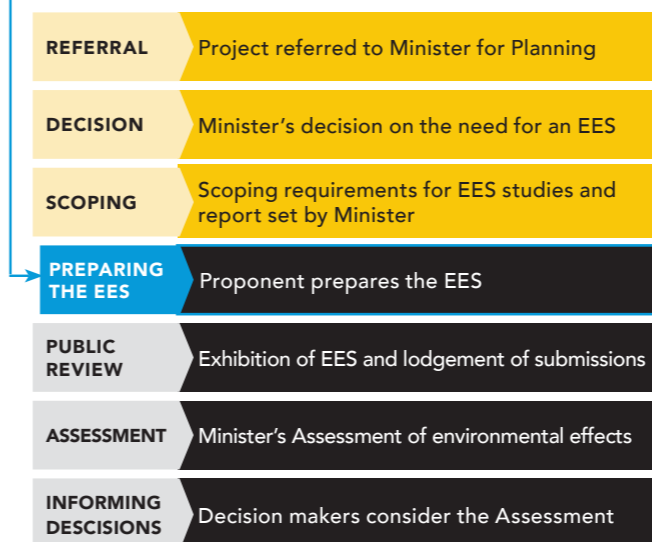 REFERRAL
Project referred to Minister for Planning
DECISION
Minister's decision on the need for an EES
SCOPING
Scoping requirements for EES studies and
report set by Minister
PREPARING
THE EES
Proponent prepares the EES
PUBLIC
REVIEW
Exhibition of EES and lodgement of submissions
ASSESSMENT
Minister's Assessment of environmental effects
INFORMING
DESCISIONS
Decision makers consider the Assessment